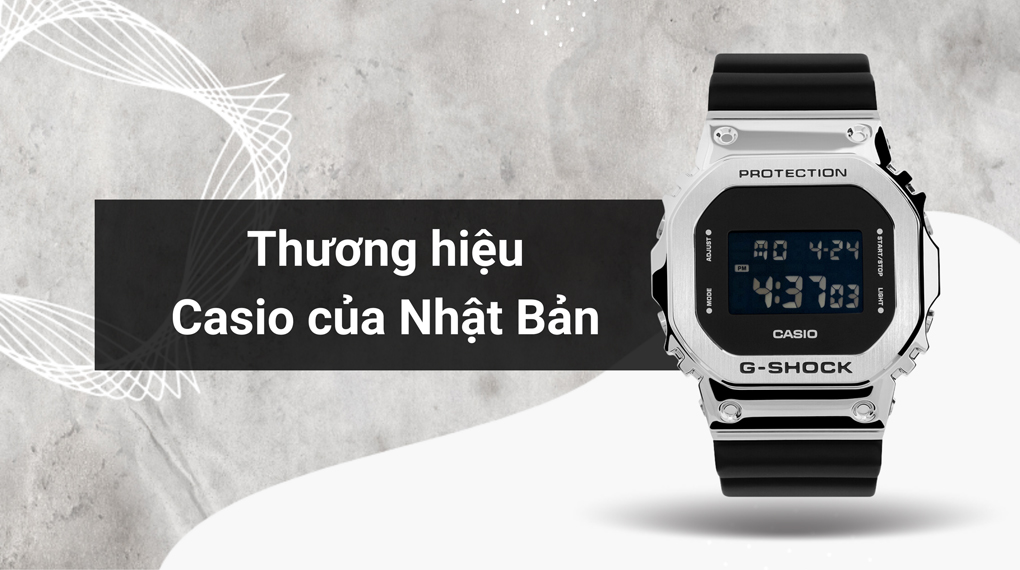 Thương hiệu
Casio của Nhật Bản
PROTECTION
ADJUST
START/STOP
MO 4-24
PM
4:37 03
MODE
LIGHT
CASIO
G-SHOCK